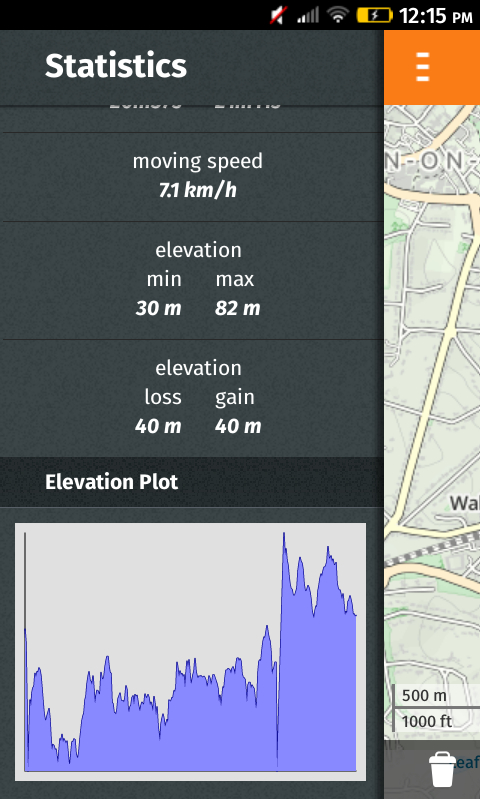 12:15 PM
Statistics
moving speed
7.1 km/h
elevation
min max
30 m 82 m
elevation
loss gain
40 m 40 m
Elevation Plot
N-ON-
Wal
500 m
1000 ft
eaf